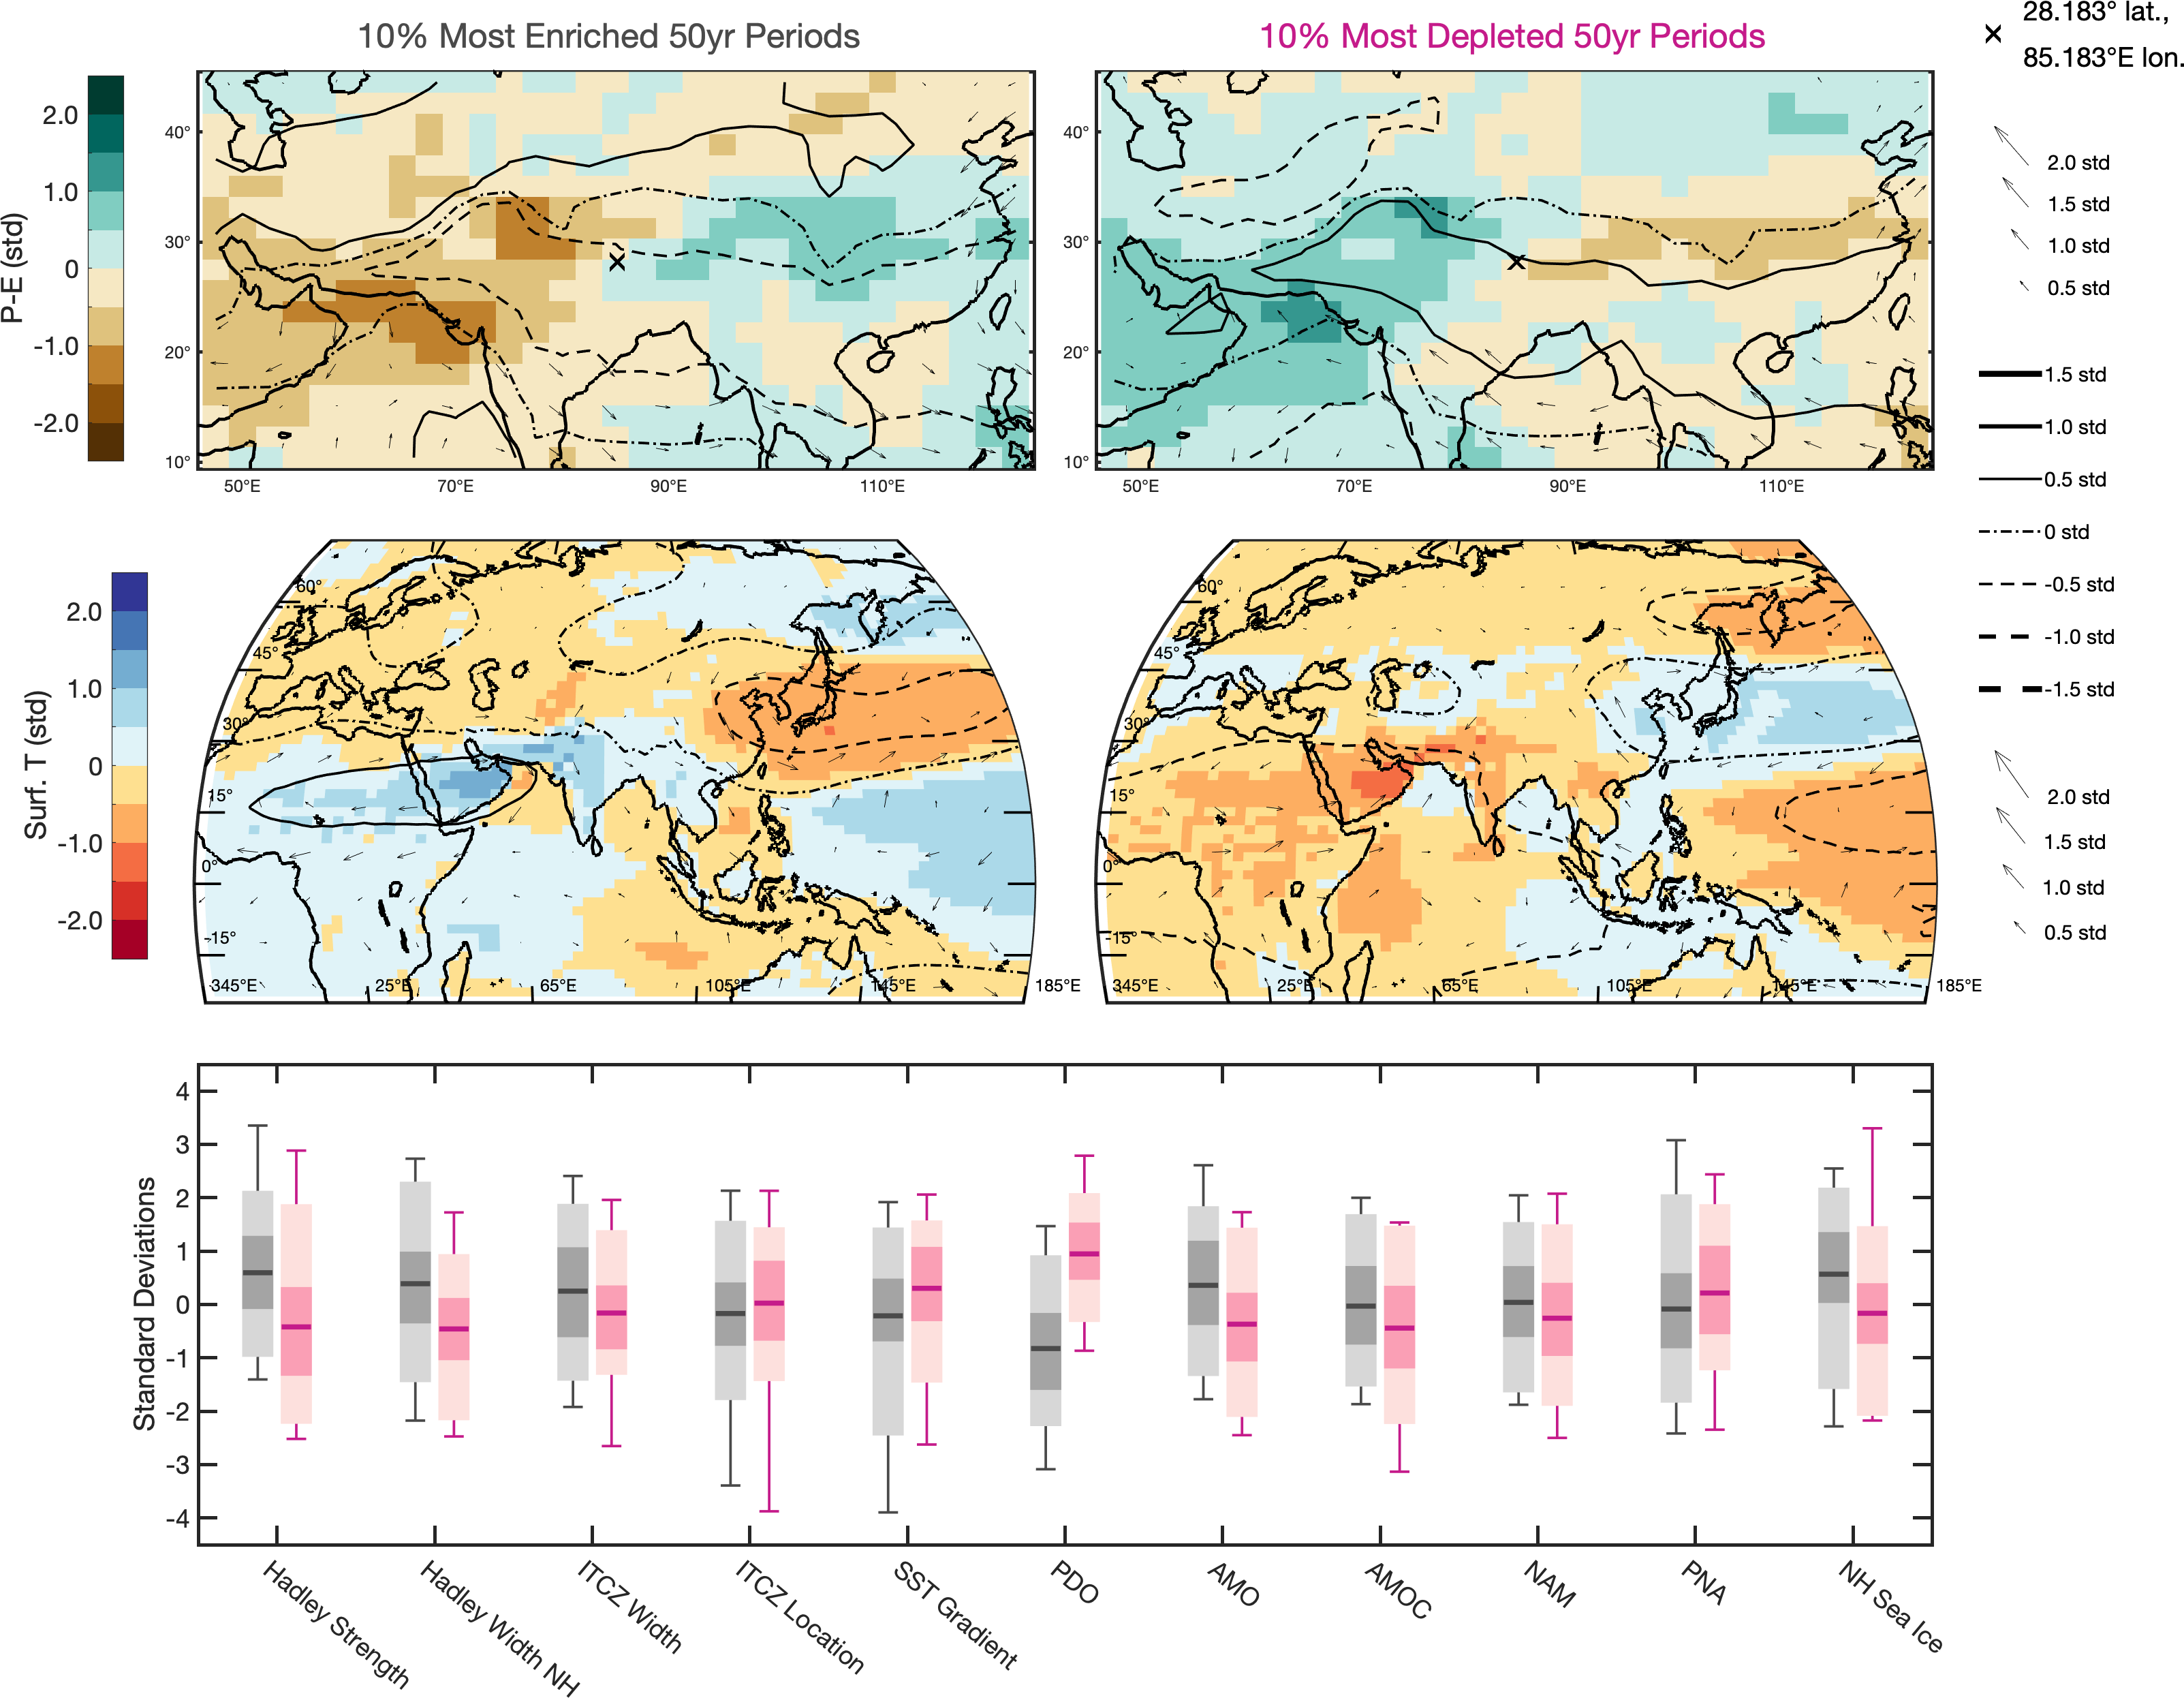 10% Most Enriched 50yr Periods
10% Most Depleted 50yr Periods
28.183° lat.,
85.183°E lon.
P-E (std)
2.0
1.0
0
-1.0
-2.0
40°
30°
20°
10°
50°E
70°E
90°E
110°E
40°
30°
20°
10°
50°E
70°E
90°E
110°E
2.0 std
1.5 std
1.0 std
0.5 std
1.5 std
1.0 std
0.5 std
0 std
-0.5 std
-1.0 std
-1.5 std
Surf. T (std)
2.0
1.0
0
-1.0
-2.0
60°
45°
30°
15°
0°
-15°
345°E
25°E
65°E
105°E
145°E
185°E
60°
45°
30°
15°
0°
-15°
345°E
25°E
65°E
105°E
145°E
185°E
2.0 std
1.5 std
1.0 std
0.5 std
Standard Deviations
4
3
2
1
0
-1
-2
-3
-4
Hadley Strength
Hadley Width NH
ITCZ Width
ITCZ Location
SST Gradient
PDO
AMO
AMOC
NAM
PNA
NH Sea Ice